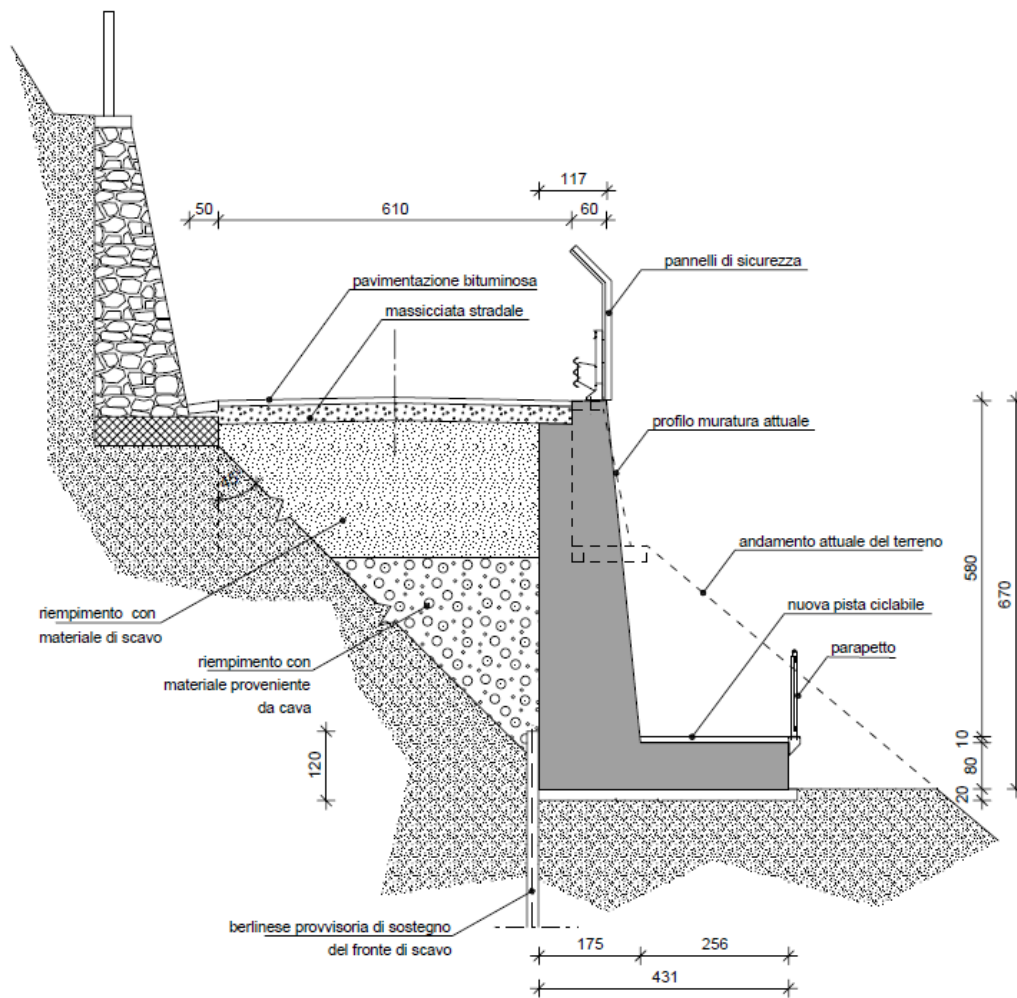 117
50
610
60
pannelli di sicurezza
pavimentazione bituminosa
massicciata stradale
profilo muratura attuale
45°
andamento attuale del terreno
580
670
nuova pista ciclabile
riempimento con
materiale di scavo
parapetto
riempimento con
materiale proveniente
da cava
120
10
80
20
berlinese provvisoria di sostegno
del fronte di scavo
175
256
431